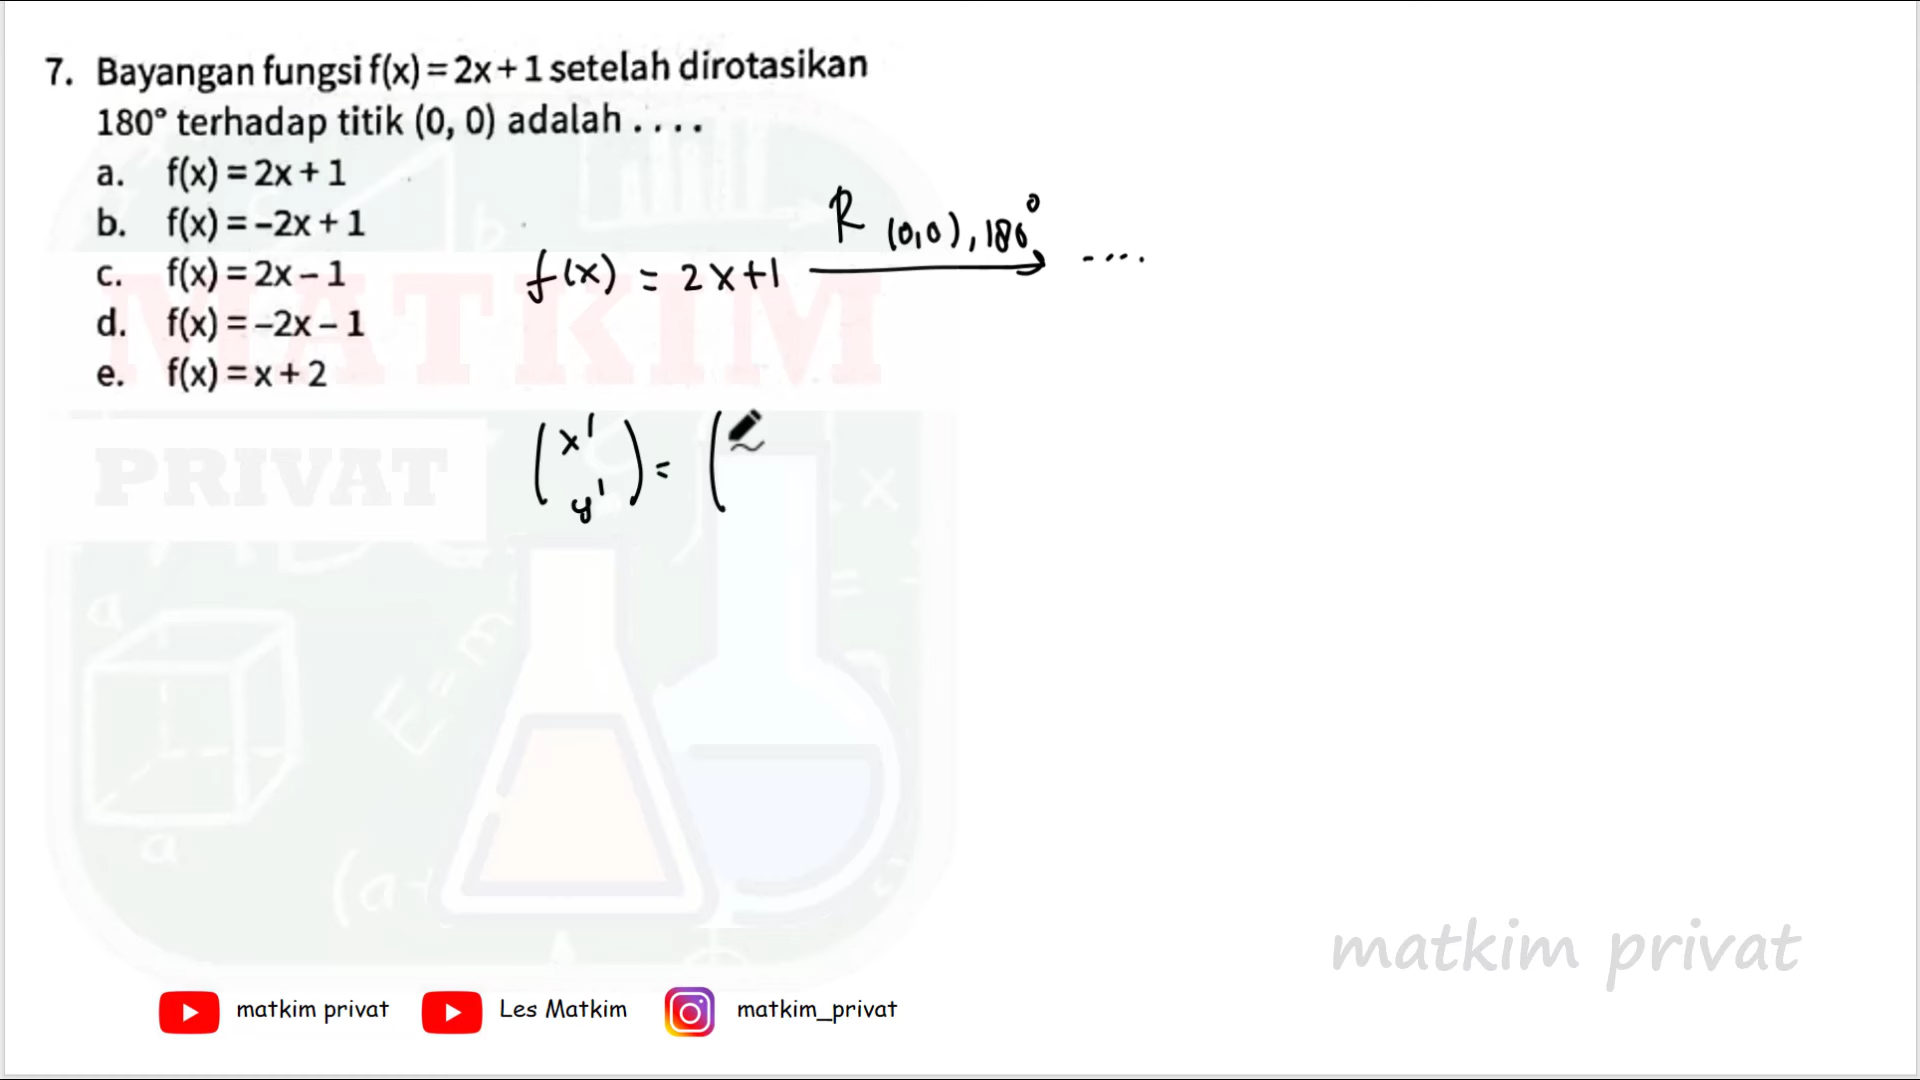 7. Bayangan fungsi f(x) = 2x + 1 setelah dirotasikan
180° terhadap titik (0, 0) adalah . . . .
a. f(x) = 2x + 1
b. f(x) = –2x + 1
c. f(x) = 2x – 1
d. f(x) = –2x – 1
e. f(x) = x + 2
R (0,0), 180°
f(x) = 2x+1 ....
(x'
y') = (
MATKIM
PRIVAT
x
b
a
E=m
a
(a+
matkim privat
matkim privat
Les Matkim
matkim_privat